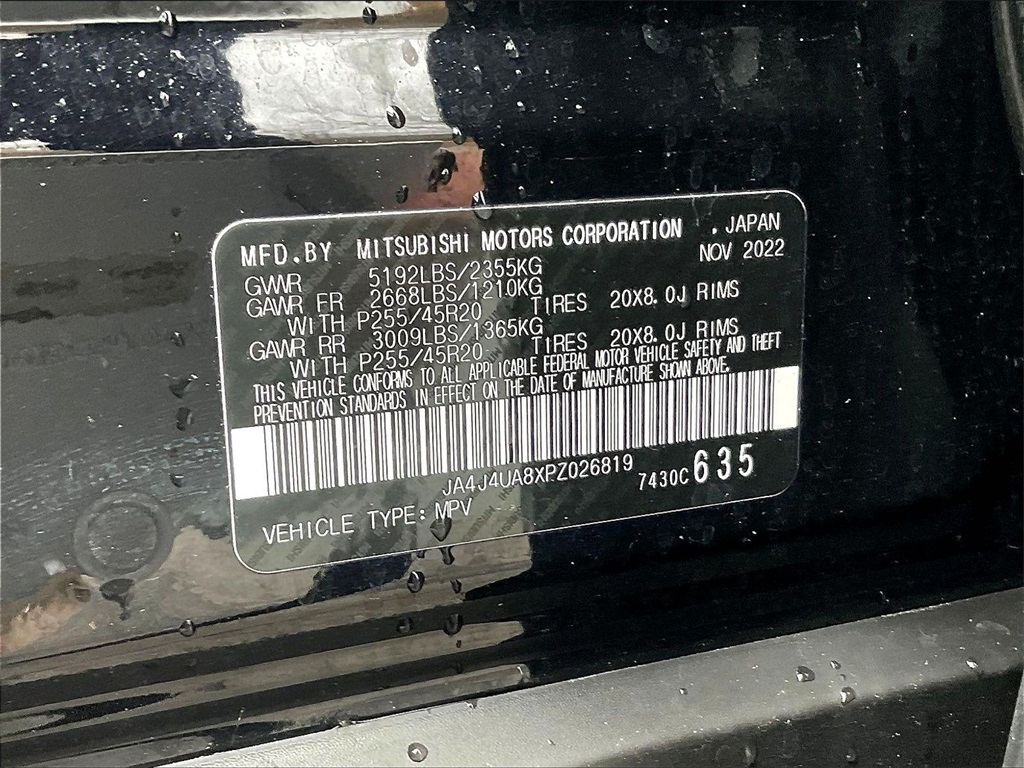 MFD.BY MITSUBISHI MOTORS CORPORATION . JAPAN
NOV 2022
GVWR 5192LBS/2355KG
GAWR FR 2668LBS/1210KG
WITH P255/45R20 TIRES 20X8.0J RIMS
GAWR RR 3009LBS/1365KG
WITH P255/45R20 TIRES 20X8.0J RIMS
THIS VEHICLE CONFORMS TO ALL APPLICABLE FEDERAL MOTOR VEHICLE SAFETY AND THEFT
PREVENTION STANDARDS IN EFFECT ON THE DATE OF MANUFACTURE SHOWN ABOVE.
JA4J4UA8XPZ026819 7430C 635
VEHICLE TYPE: MPV